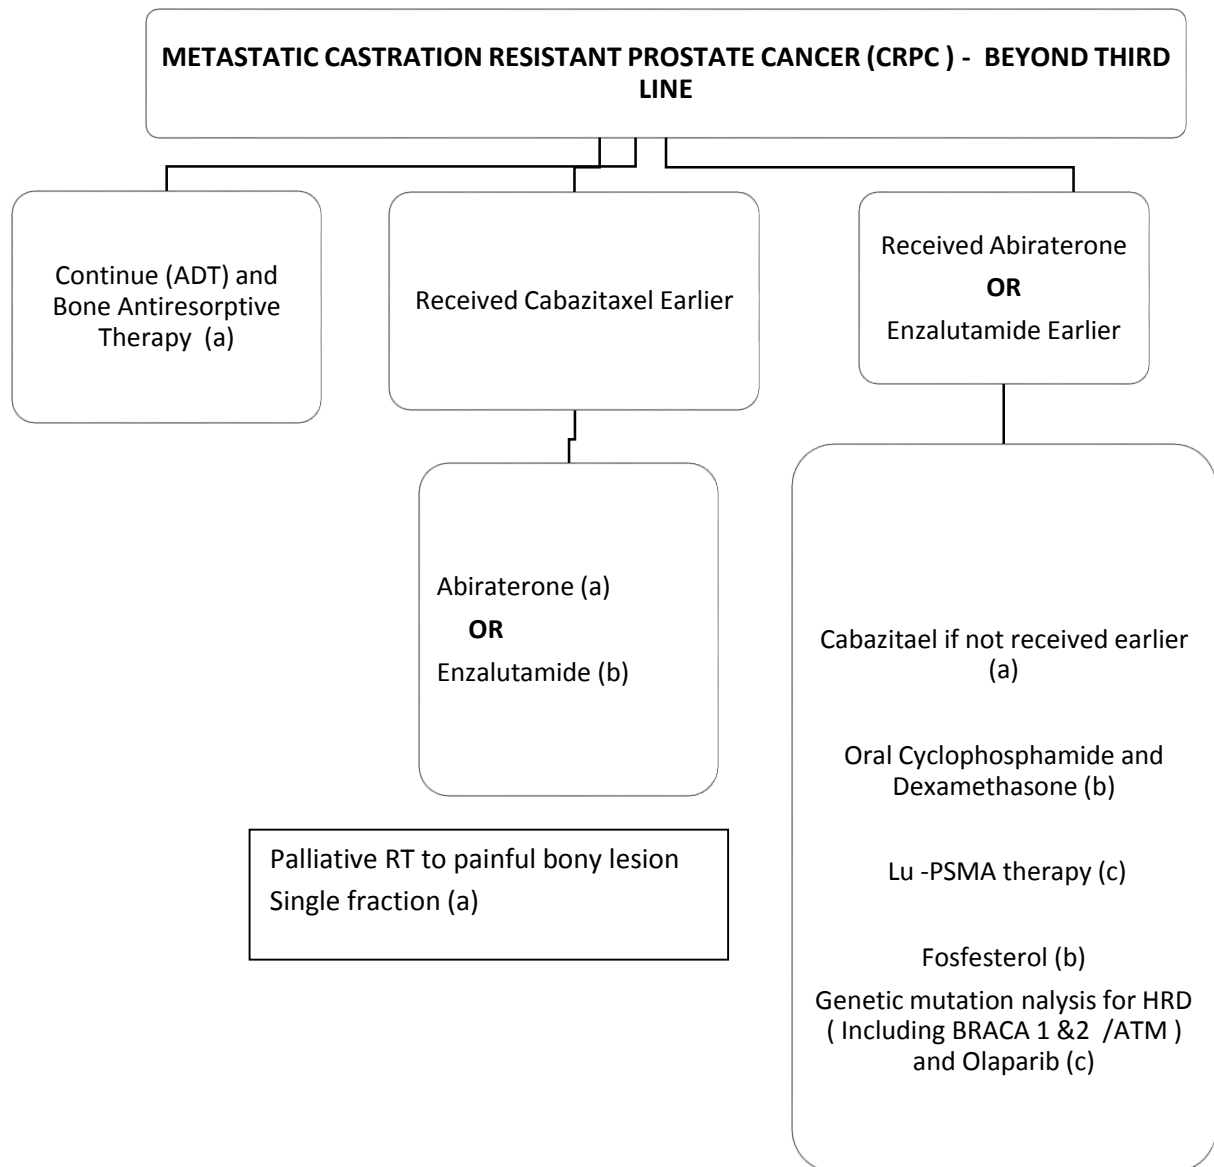 METASTATIC CASTRATION RESISTANT PROSTATE CANCER (CRPC ) - BEYOND THIRD
LINE
Continue (ADT) and
Bone Antiresorptive
Therapy (a)
Received Cabazitaxel Earlier
Received Abiraterone
OR
Enzalutamide Earlier
Abiraterone (a)
OR
Enzalutamide (b)
Palliative RT to painful bony lesion
Single fraction (a)
Cabazitael if not received earlier
(a)
Oral Cyclophosphamide and
Dexamethasone (b)
Lu -PSMA therapy (c)
Fosfesterol (b)
Genetic mutation nalysis for HRD
( Including BRACA 1 &2 /ATM )
and Olaparib (c)